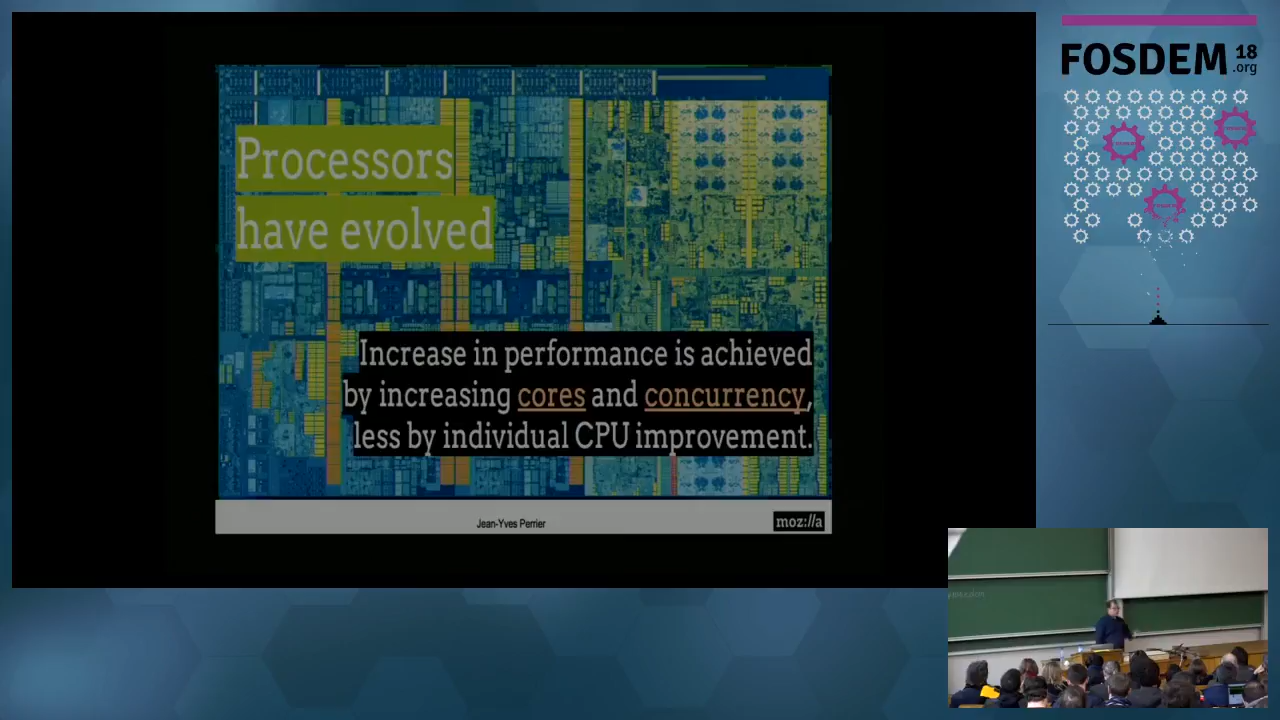 Processors
have evolved
Increase in performance is achieved
by increasing cores and concurrency,
less by individual CPU improvement.
Jean-Yves Perrier
moz://a
FOSDEM 18
.org